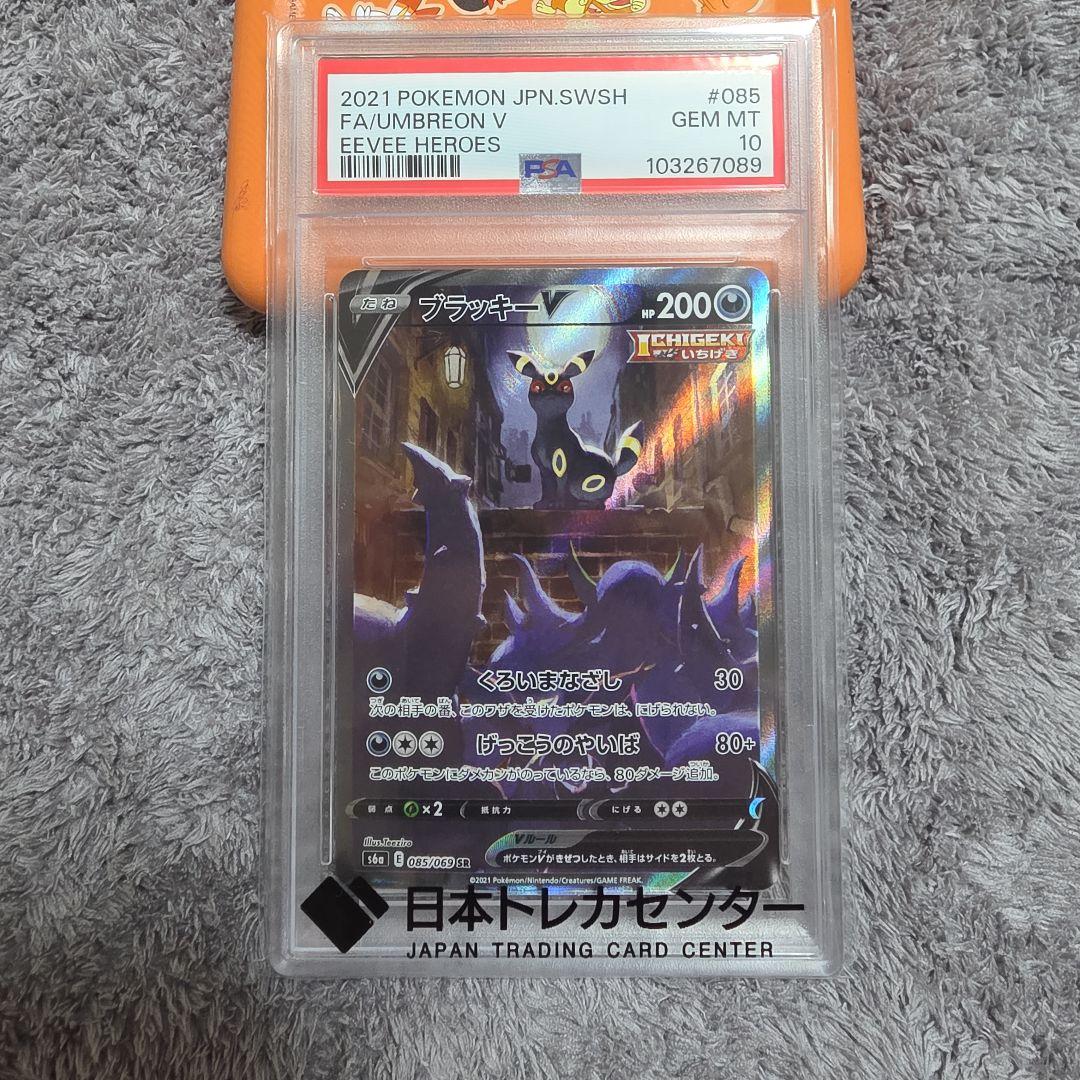 2021 POKEMON JPN.SWSH #085
FA/UMBREON V GEM MT
EEVEE HEROES 10
PSA 103267089
たね ブラッキーV HP 200
ICHIGEKI
いちげき
くろいまなざし 30
次の相手の番、このワザを受けたポケモンは、にげられない。
げっこうのやいば 80+
このポケモンにダメカンがのっているなら、80ダメージ追加。
弱点 ×2 抵抗力 にげる
Illus.Teeziro
Vルール
s6a E 085/069 SR ポケモンVがきぜつしたとき、相手はサイドを2枚とる。
©2021 Pokémon/Nintendo/Creatures/GAME FREAK.
日本トレカセンター
JAPAN TRADING CARD CENTER